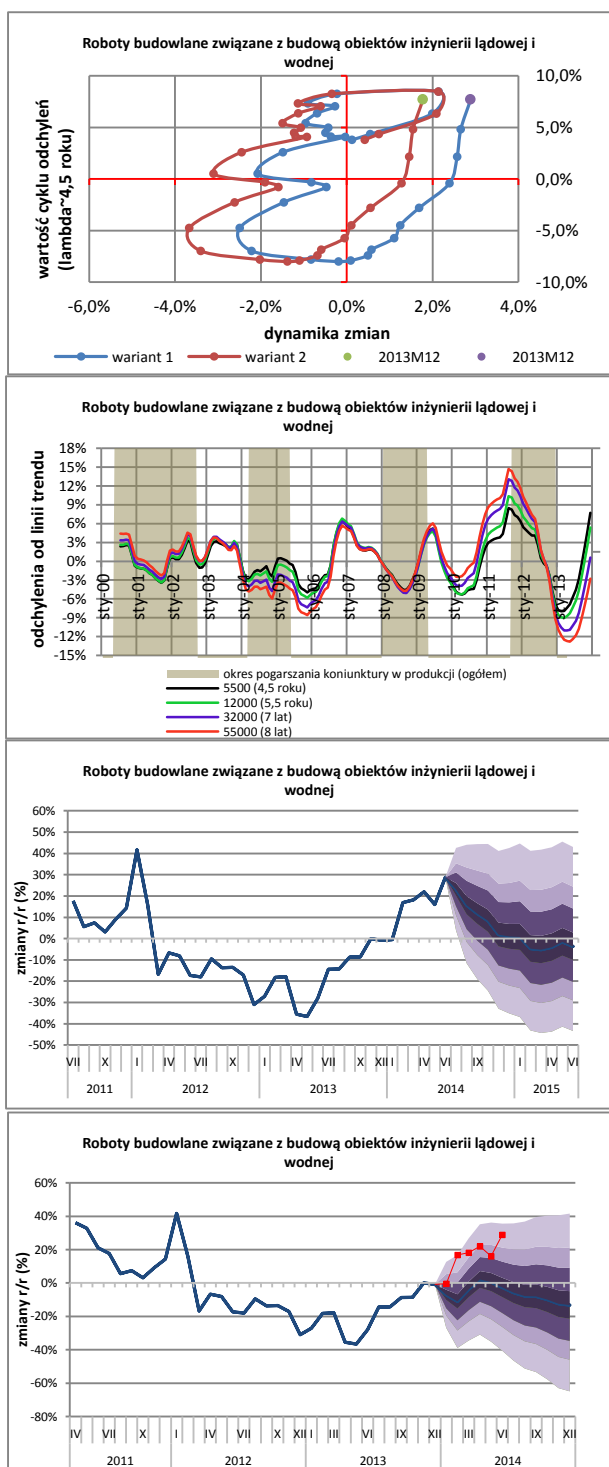 Roboty budowlane związane z budową obiektów inżynierii lądowej i
wodnej
wartość cyklu odchyleń
(lambda~4,5 roku)
10,0%
5,0%
0,0%
-5,0%
-10,0%
-6,0% -4,0% -2,0% 0,0% 2,0% 4,0%
dynamika zmian
wariant 1 wariant 2 2013M12 2013M12
Roboty budowlane związane z budową obiektów inżynierii lądowej i
wodnej
odchylenia od linii trendu
18%
15%
12%
9%
6%
3%
0%
-3%
-6%
-9%
-12%
-15%
sty-00 sty-01 sty-02 sty-03 sty-04 sty-05 sty-06 sty-07 sty-08 sty-09 sty-10 sty-11 sty-12 sty-13
okres pogarszania koniunktury w produkcji (ogółem)
5500 (4,5 roku)
12000 (5,5 roku)
32000 (7 lat)
55000 (8 lat)
Roboty budowlane związane z budową obiektów inżynierii lądowej i
wodnej
zmiany r/r (%)
60%
50%
40%
30%
20%
10%
0%
-10%
-20%
-30%
-40%
-50%
VII X I IV VII X I IV VII X XII I IV VI IX I IV VI
2011 2012 2013 2014 2015
Roboty budowlane związane z budową obiektów inżynierii lądowej i
wodnej
zmiany r/r (%)
60%
40%
20%
0%
-20%
-40%
-60%
-80%
IV VII X I IV VII X XII I III VI IX XII III VI IX XII
2011 2012 2013 2014